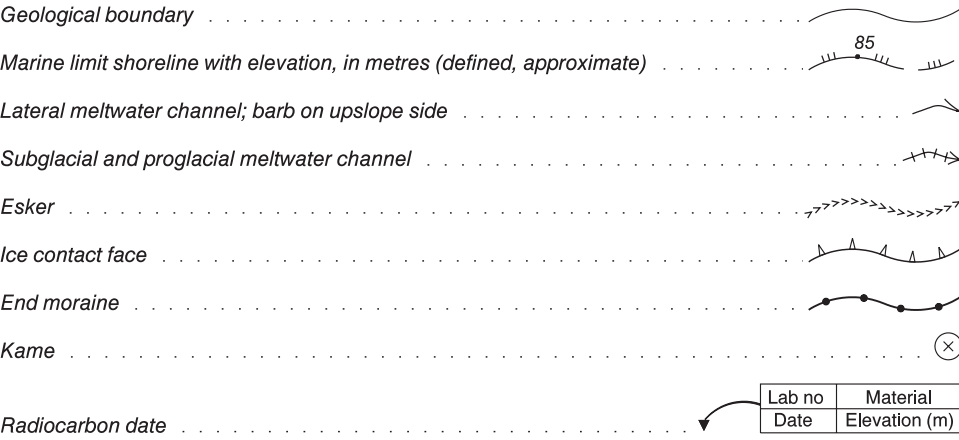 Geological boundary
85
Marine limit shoreline with elevation, in metres (defined, approximate)
Lateral meltwater channel; barb on upslope side
Subglacial and proglacial meltwater channel
Esker
Ice contact face
End moraine
Kame
Lab no Material
Radiocarbon date Date Elevation (m)